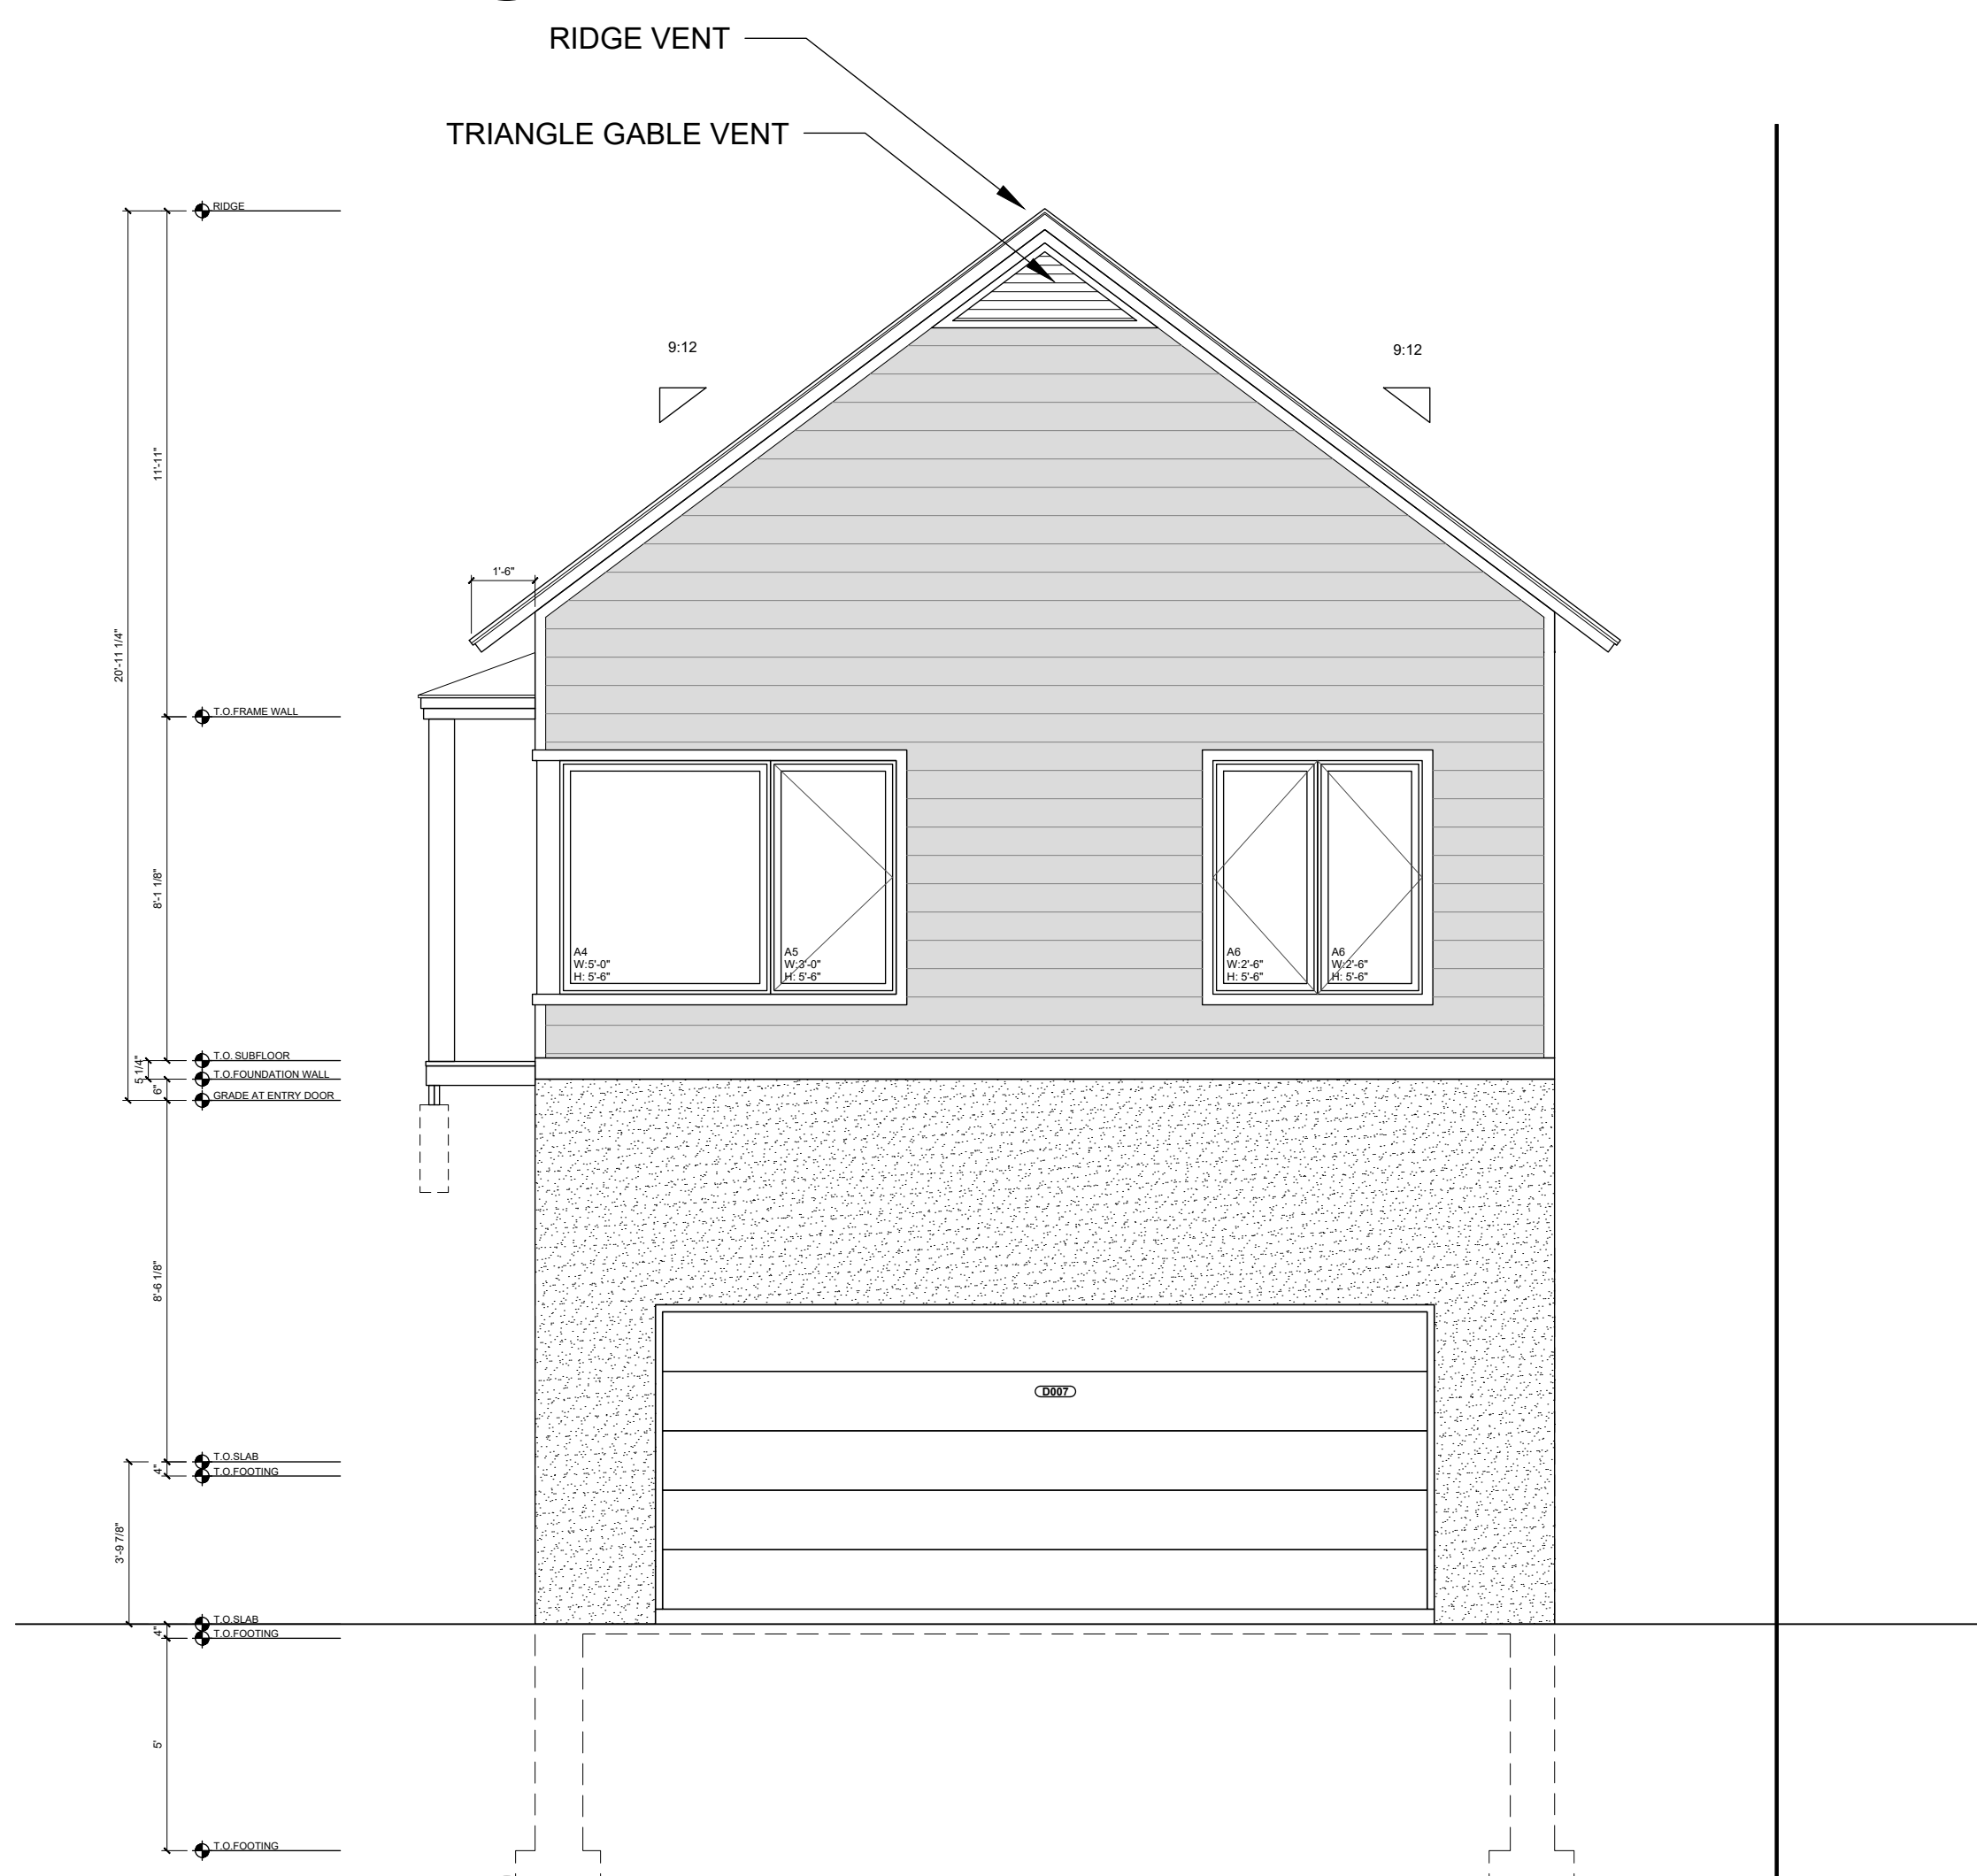 RIDGE VENT
TRIANGLE GABLE VENT
RIDGE
9:12
9:12
11'-11"
1'-6"
20'-11 1/4"
T.O.FRAME WALL
8'-1 1/8"
A4
W:5'-0"
H: 5'-6"
A5
W:3'-0"
H: 5'-6"
A6
W:2'-6"
H: 5'-6"
A6
W:2'-6"
H: 5'-6"
T.O. SUBFLOOR
5 1/4"
T.O.FOUNDATION WALL
6"
GRADE AT ENTRY DOOR
8'-6 1/8"
D007
T.O.SLAB
4"
T.O.FOOTING
3'-9 7/8"
T.O.SLAB
4"
T.O.FOOTING
5'
T.O.FOOTING